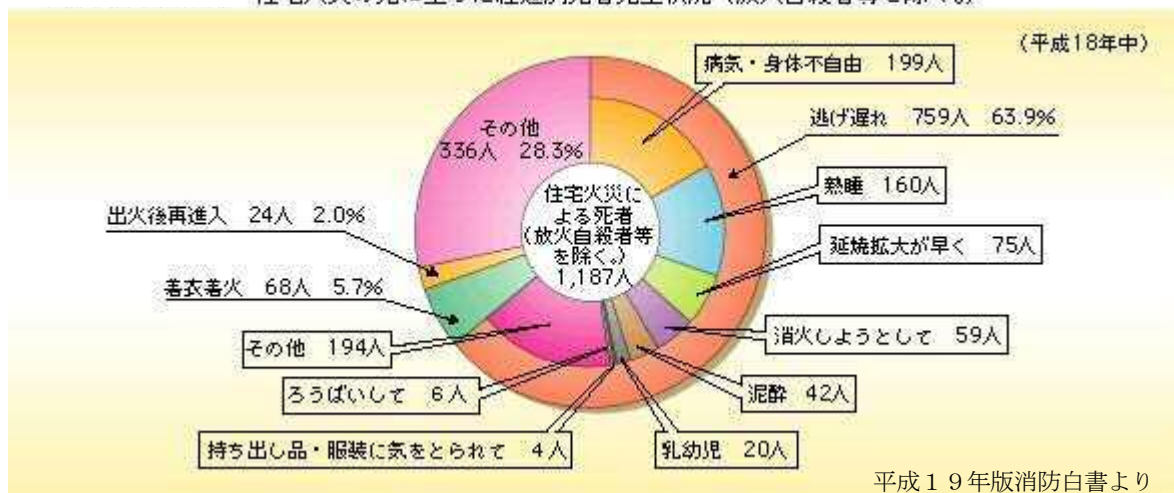 (平成18年中)
病気・身体不自由 199人
逃げ遅れ 759人 63.9%
その他
336人 28.3%
熟睡 160人
住宅火災に
よる死者
(放火自殺者等
を除く。)
1,187人
出火後再進入 24人 2.0%
延焼拡大が早く 75人
着衣着火 68人 5.7%
消火しようとして 59人
その他 194人
ろうばいして 6人
泥酔 42人
持ち出し品・服装に気をとられて 4人
乳幼児 20人
平成19年版消防白書より